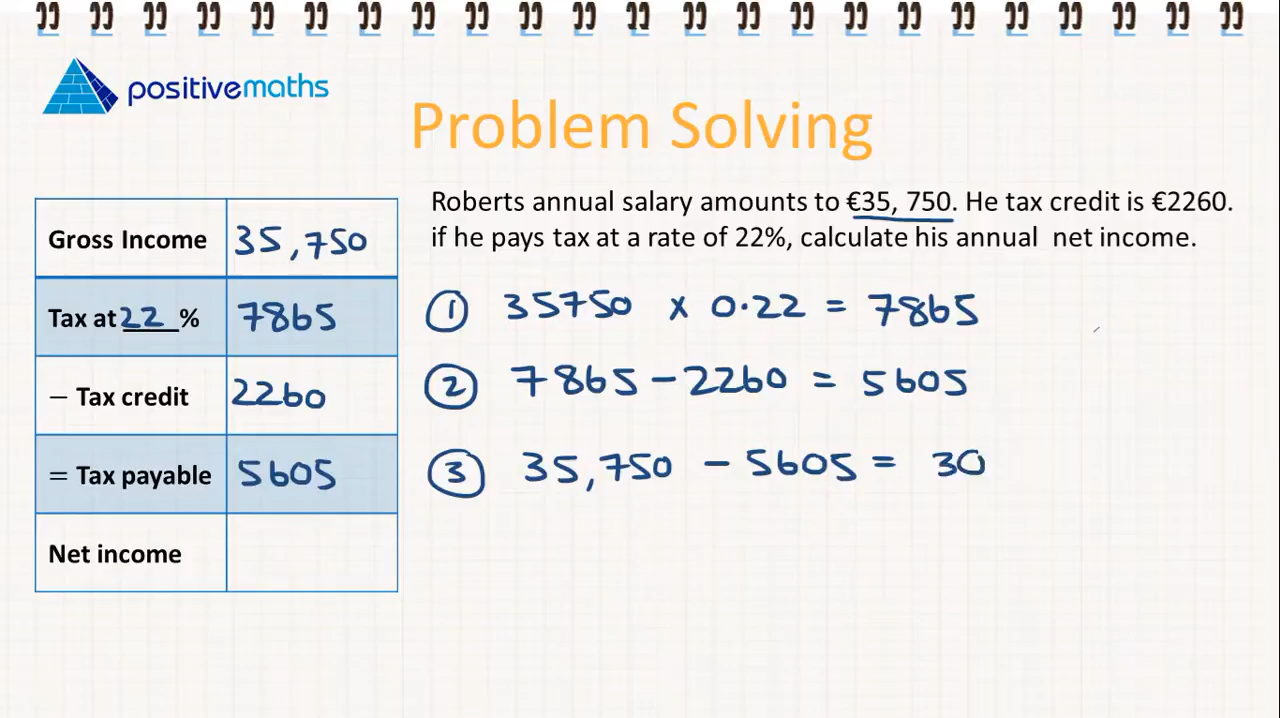 positivemaths
Problem Solving
Roberts annual salary amounts to €35, 750. He tax credit is €2260.
if he pays tax at a rate of 22%, calculate his annual net income.
Gross Income 35,750
Tax at 22 % 7865
– Tax credit 2260
= Tax payable 5605
Net income
1 35750 x 0.22 = 7865
2 7865 – 2260 = 5605
3 35,750 – 5605 = 30